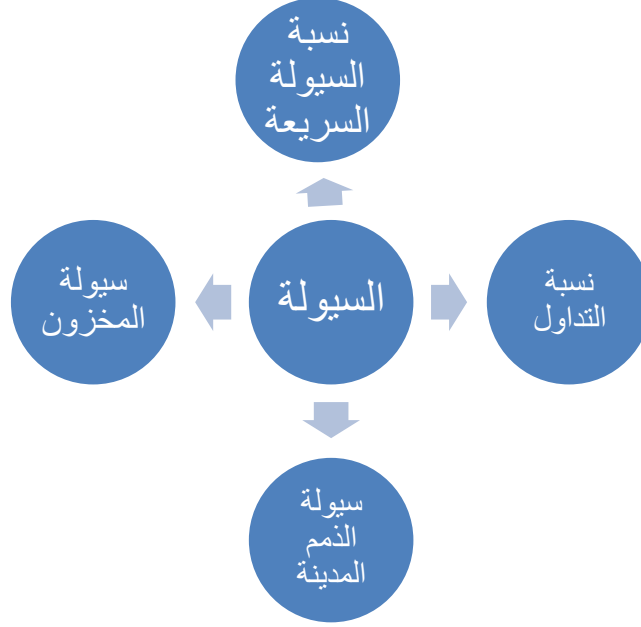 نسبة
السيولة
السريعة
نسبة
التداول
السيولة
سيولة
المخزون
سيولة
الذمم
المدينة